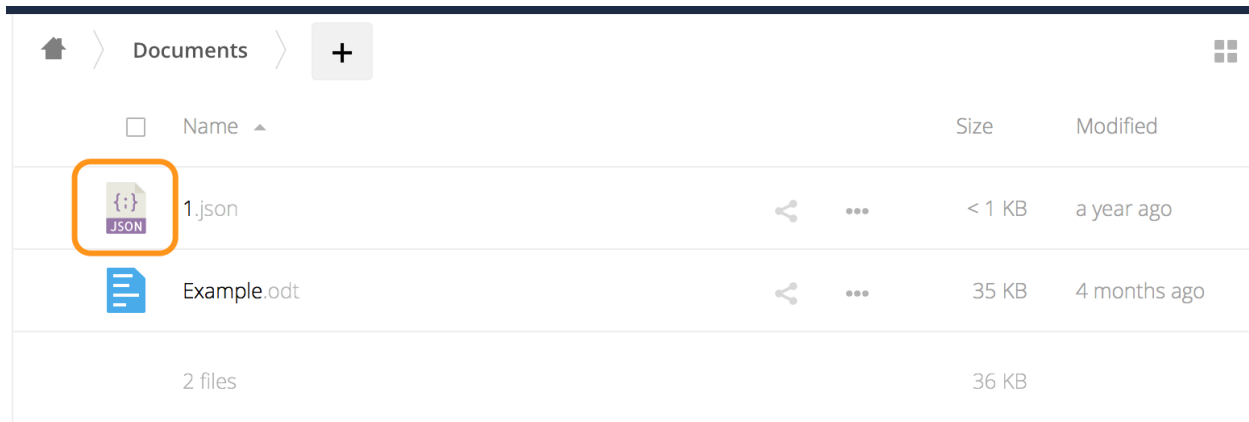 Documents +
Name Size Modified
{;} JSON 1.json < 1 KB a year ago
Example.odt 35 KB 4 months ago
2 files 36 KB